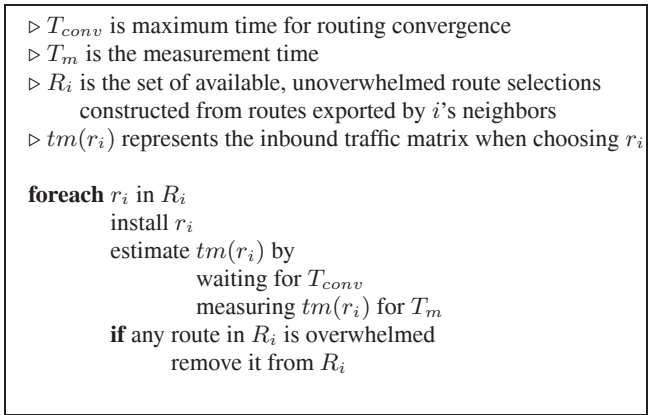 ▷ T_conv is maximum time for routing convergence
▷ T_m is the measurement time
▷ R_i is the set of available, unoverwhelmed route selections
constructed from routes exported by i's neighbors
▷ tm(r_i) represents the inbound traffic matrix when choosing r_i
foreach r_i in R_i
install r_i
estimate tm(r_i) by
waiting for T_conv
measuring tm(r_i) for T_m
if any route in R_i is overwhelmed
remove it from R_i